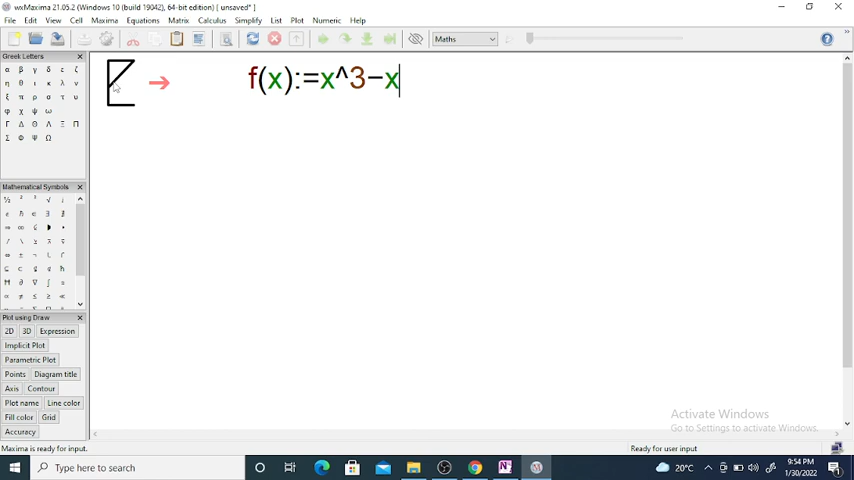 wxMaxima 21.05.2 (Windows 10 (build 19042), 64-bit edition) [ unsaved* ]
File Edit View Cell Maxima Equations Matrix Calculus Simplify List Plot Numeric Help
Maths
Greek Letters
α β γ δ ε ζ
η θ ι κ λ ν
ξ π ρ σ τ υ
φ χ ψ ω
Γ Δ Θ Λ Ξ Π
Σ Φ Ψ Ω
f(x):=x^3−x
Mathematical Symbols
½ ² ³ √
Plot using Draw
2D 3D Expression
Implicit Plot
Parametric Plot
Points Diagram title
Axis Contour
Plot name Line color
Fill color Grid
Accuracy
Activate Windows
Go to Settings to activate Windows.
Maxima is ready for input.
Ready for user input
Type here to search
20°C
9:54 PM
1/30/2022